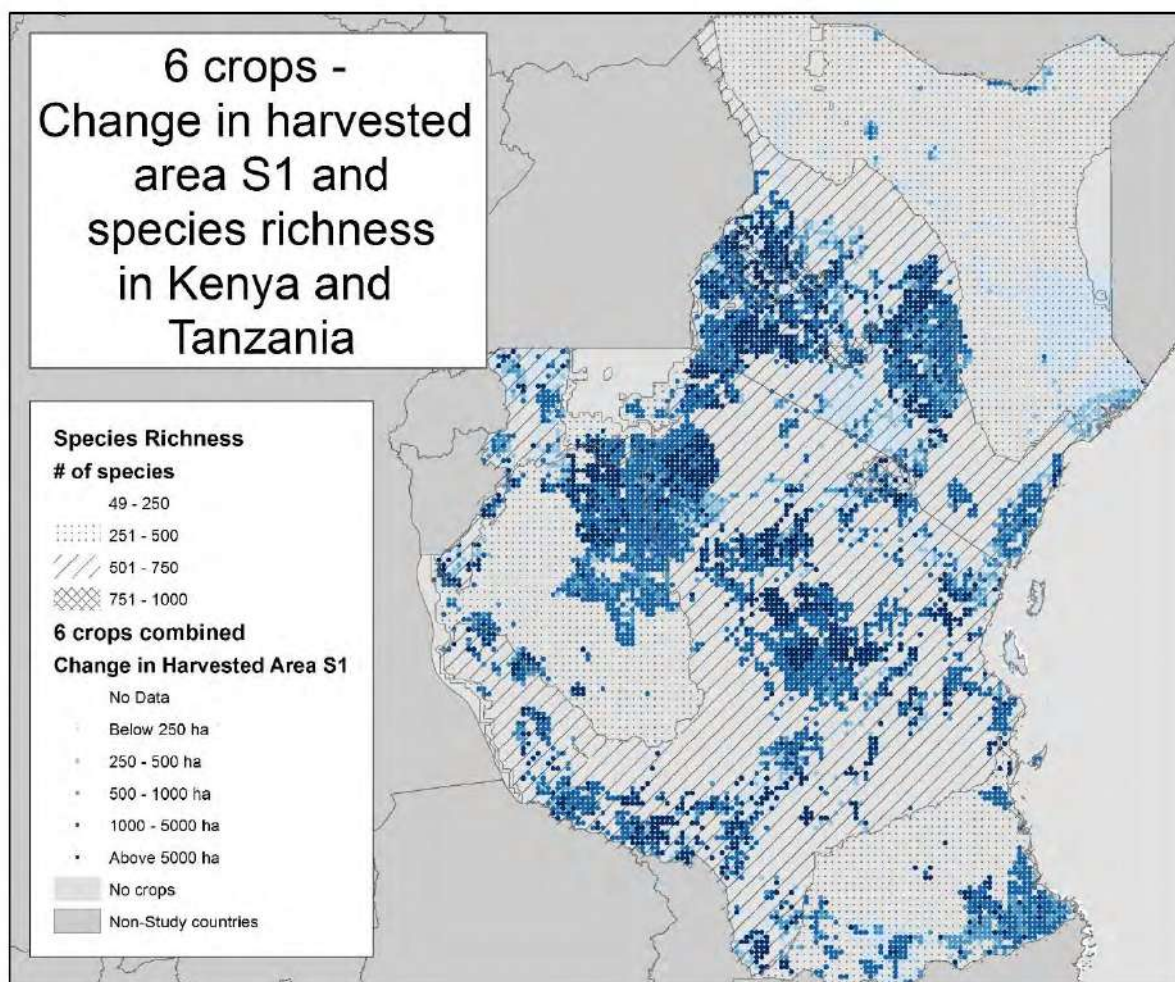 6 crops -
Change in harvested
area S1 and
species richness
in Kenya and
Tanzania
Species Richness
# of species
49 - 250
251 - 500
501 - 750
751 - 1000
6 crops combined
Change in Harvested Area S1
No Data
Below 250 ha
250 - 500 ha
500 - 1000 ha
1000 - 5000 ha
Above 5000 ha
No crops
Non-Study countries